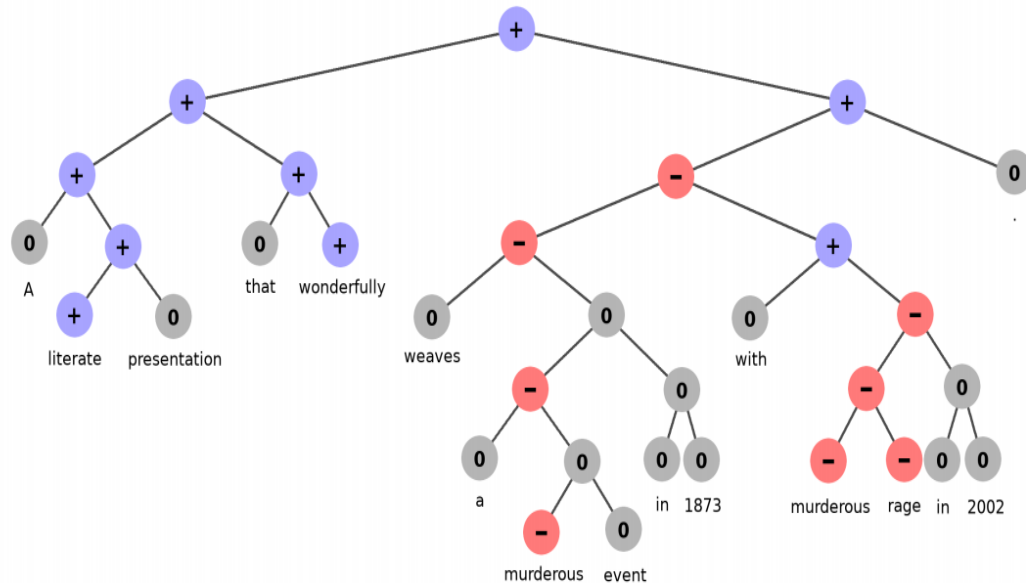 +
+ +
+ + - 0
0 + 0 + - + .
A that wonderfully
+ 0 0 0 0 -
literate presentation weaves with
- 0 - 0
0 0 0 0 - - 0 0
a in 1873 murderous rage in 2002
- 0
murderous event